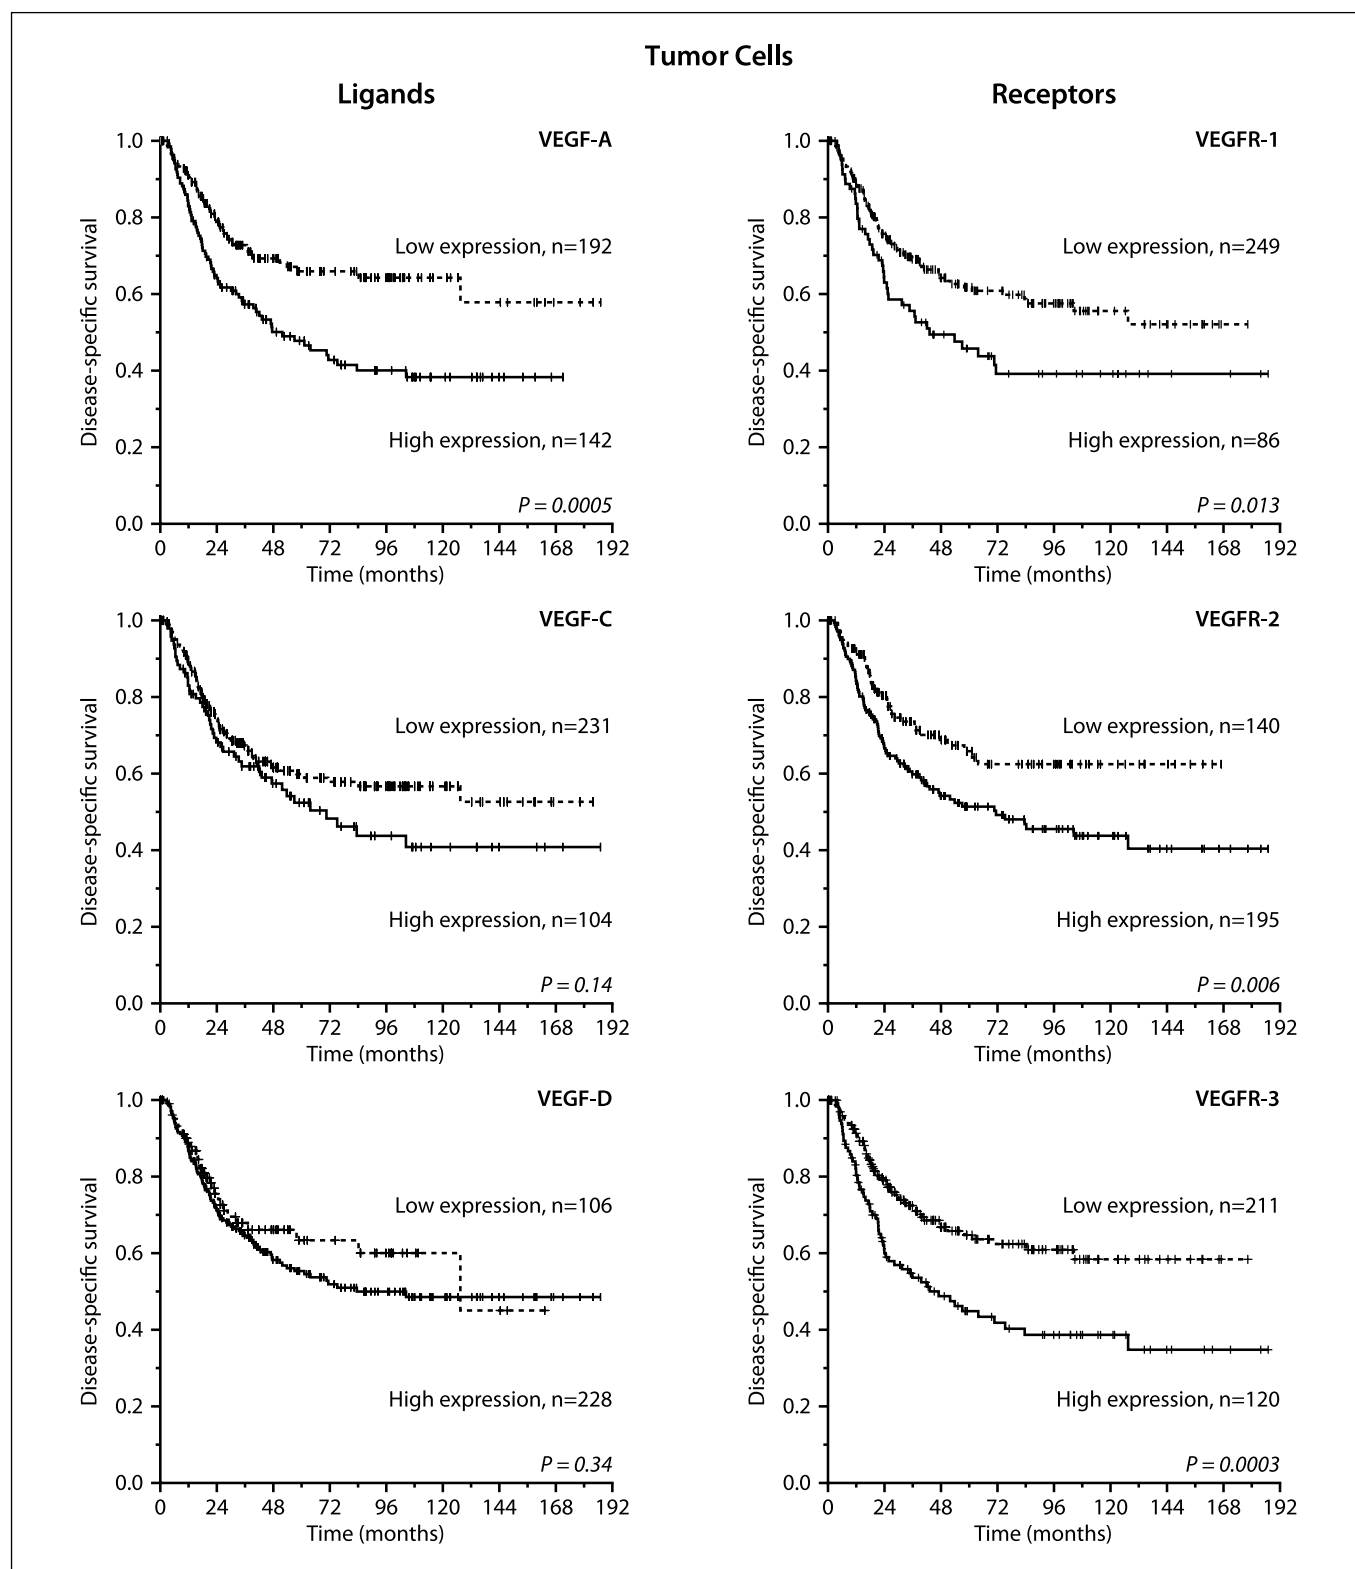 Tumor Cells
Ligands
Receptors
VEGF-A
Disease-specific survival
1.0
0.8
0.6
0.4
0.2
0.0
Low expression, n=192
High expression, n=142
P = 0.0005
0 24 48 72 96 120 144 168 192
Time (months)
VEGFR-1
Disease-specific survival
1.0
0.8
0.6
0.4
0.2
0.0
Low expression, n=249
High expression, n=86
P = 0.013
0 24 48 72 96 120 144 168 192
Time (months)
VEGF-C
Disease-specific survival
1.0
0.8
0.6
0.4
0.2
0.0
Low expression, n=231
High expression, n=104
P = 0.14
0 24 48 72 96 120 144 168 192
Time (months)
VEGFR-2
Disease-specific survival
1.0
0.8
0.6
0.4
0.2
0.0
Low expression, n=140
High expression, n=195
P = 0.006
0 24 48 72 96 120 144 168 192
Time (months)
VEGF-D
Disease-specific survival
1.0
0.8
0.6
0.4
0.2
0.0
Low expression, n=106
High expression, n=228
P = 0.34
0 24 48 72 96 120 144 168 192
Time (months)
VEGFR-3
Disease-specific survival
1.0
0.8
0.6
0.4
0.2
0.0
Low expression, n=211
High expression, n=120
P = 0.0003
0 24 48 72 96 120 144 168 192
Time (months)